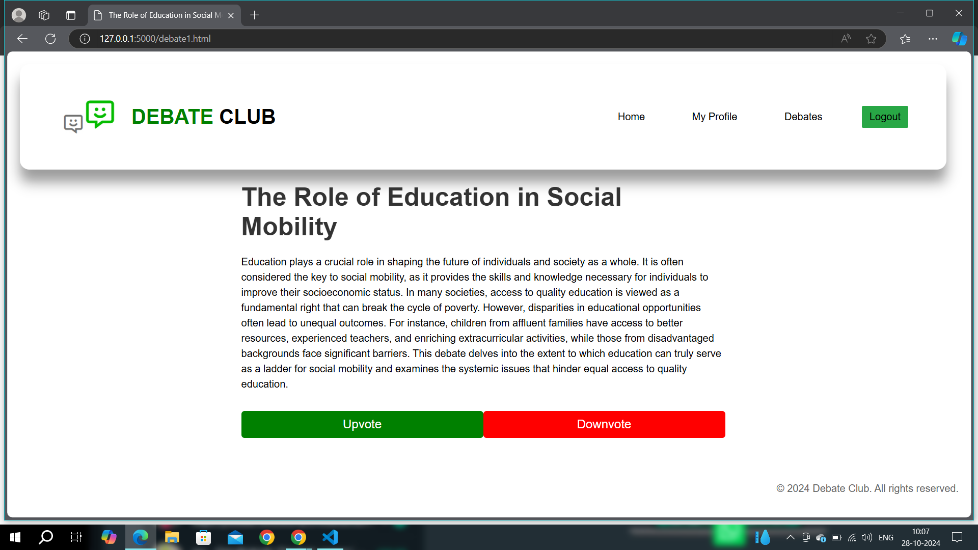 The Role of Education in Social M
127.0.0.1:5000/debate1.html
DEBATE CLUB
Home
My Profile
Debates
Logout
The Role of Education in Social
Mobility
Education plays a crucial role in shaping the future of individuals and society as a whole. It is often
considered the key to social mobility, as it provides the skills and knowledge necessary for individuals to
improve their socioeconomic status. In many societies, access to quality education is viewed as a
fundamental right that can break the cycle of poverty. However, disparities in educational opportunities
often lead to unequal outcomes. For instance, children from affluent families have access to better
resources, experienced teachers, and enriching extracurricular activities, while those from disadvantaged
backgrounds face significant barriers. This debate delves into the extent to which education can truly serve
as a ladder for social mobility and examines the systemic issues that hinder equal access to quality
education.
Upvote
Downvote
© 2024 Debate Club. All rights reserved.
ENG
10:07
28-10-2024